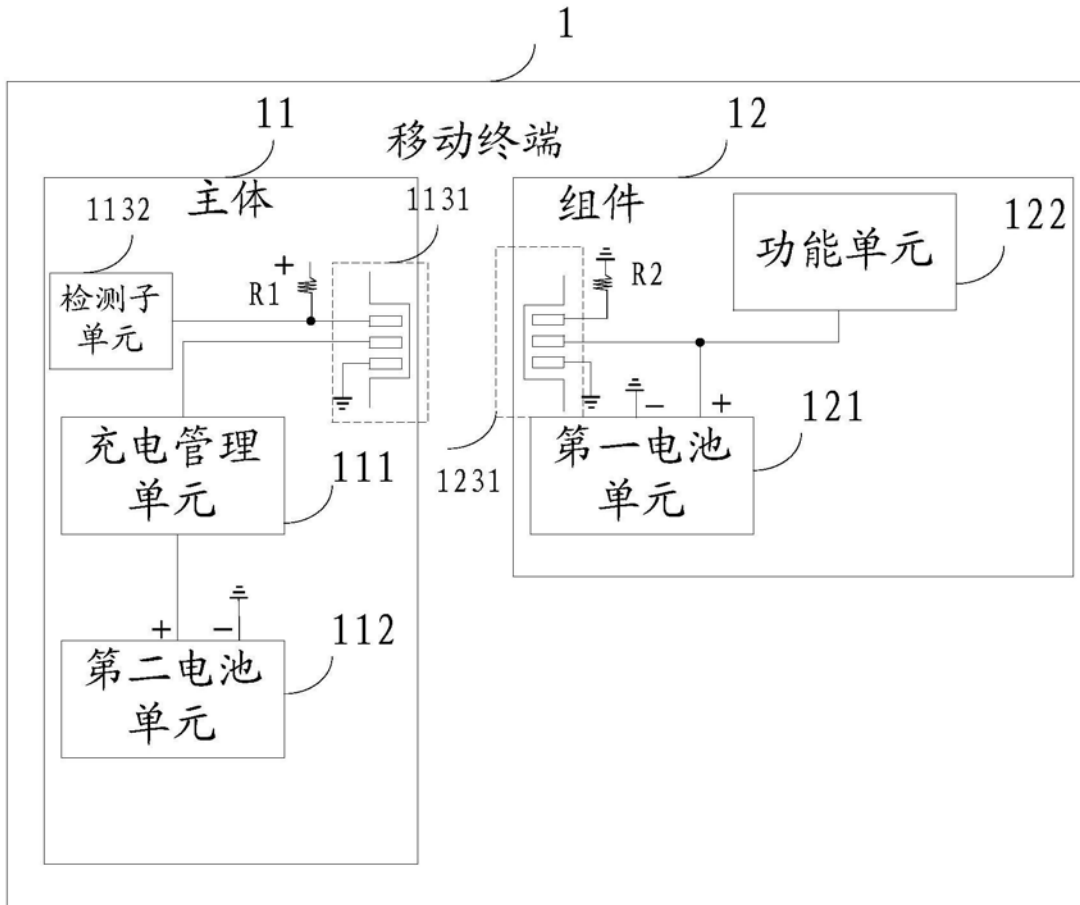 1
11
移动终端
12
主体
1131
组件
1132
122
功能单元
+
R1
R2
检测子
单元
充电管理
单元
111
1231
-
+
121
第一电池
单元
+
-
112
第二电池
单元